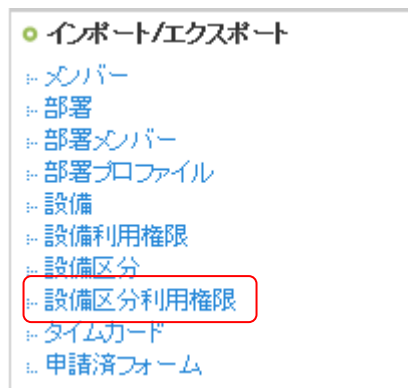 インポート/エクスポート
メンバー
部署
部署メンバー
部署プロファイル
設備
設備利用権限
設備区分
設備区分利用権限
タイムカード
申請済フォーム